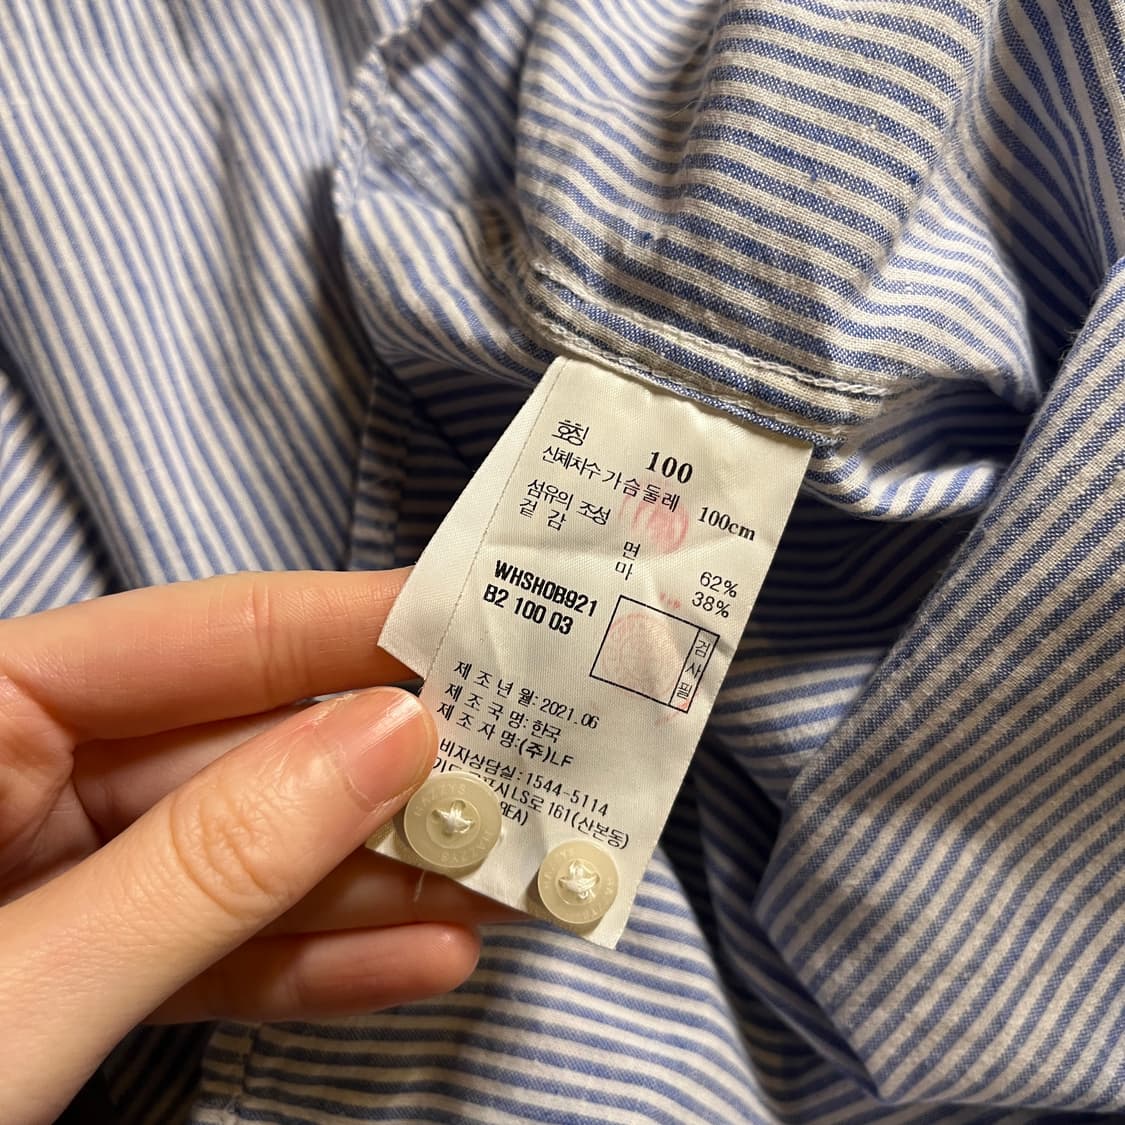 호칭 100
신체치수 가슴둘레 100cm
섬유의 조성
겉 감
면 62%
마 38%
WHSHOB921
B2 100 03
검사필
제 조 년 월: 2021.06
제 조 국 명: 한국
제 조 자 명:(주)LF
비자상담실: 1544-5114
LS로 161(산본동)
HAZZYS